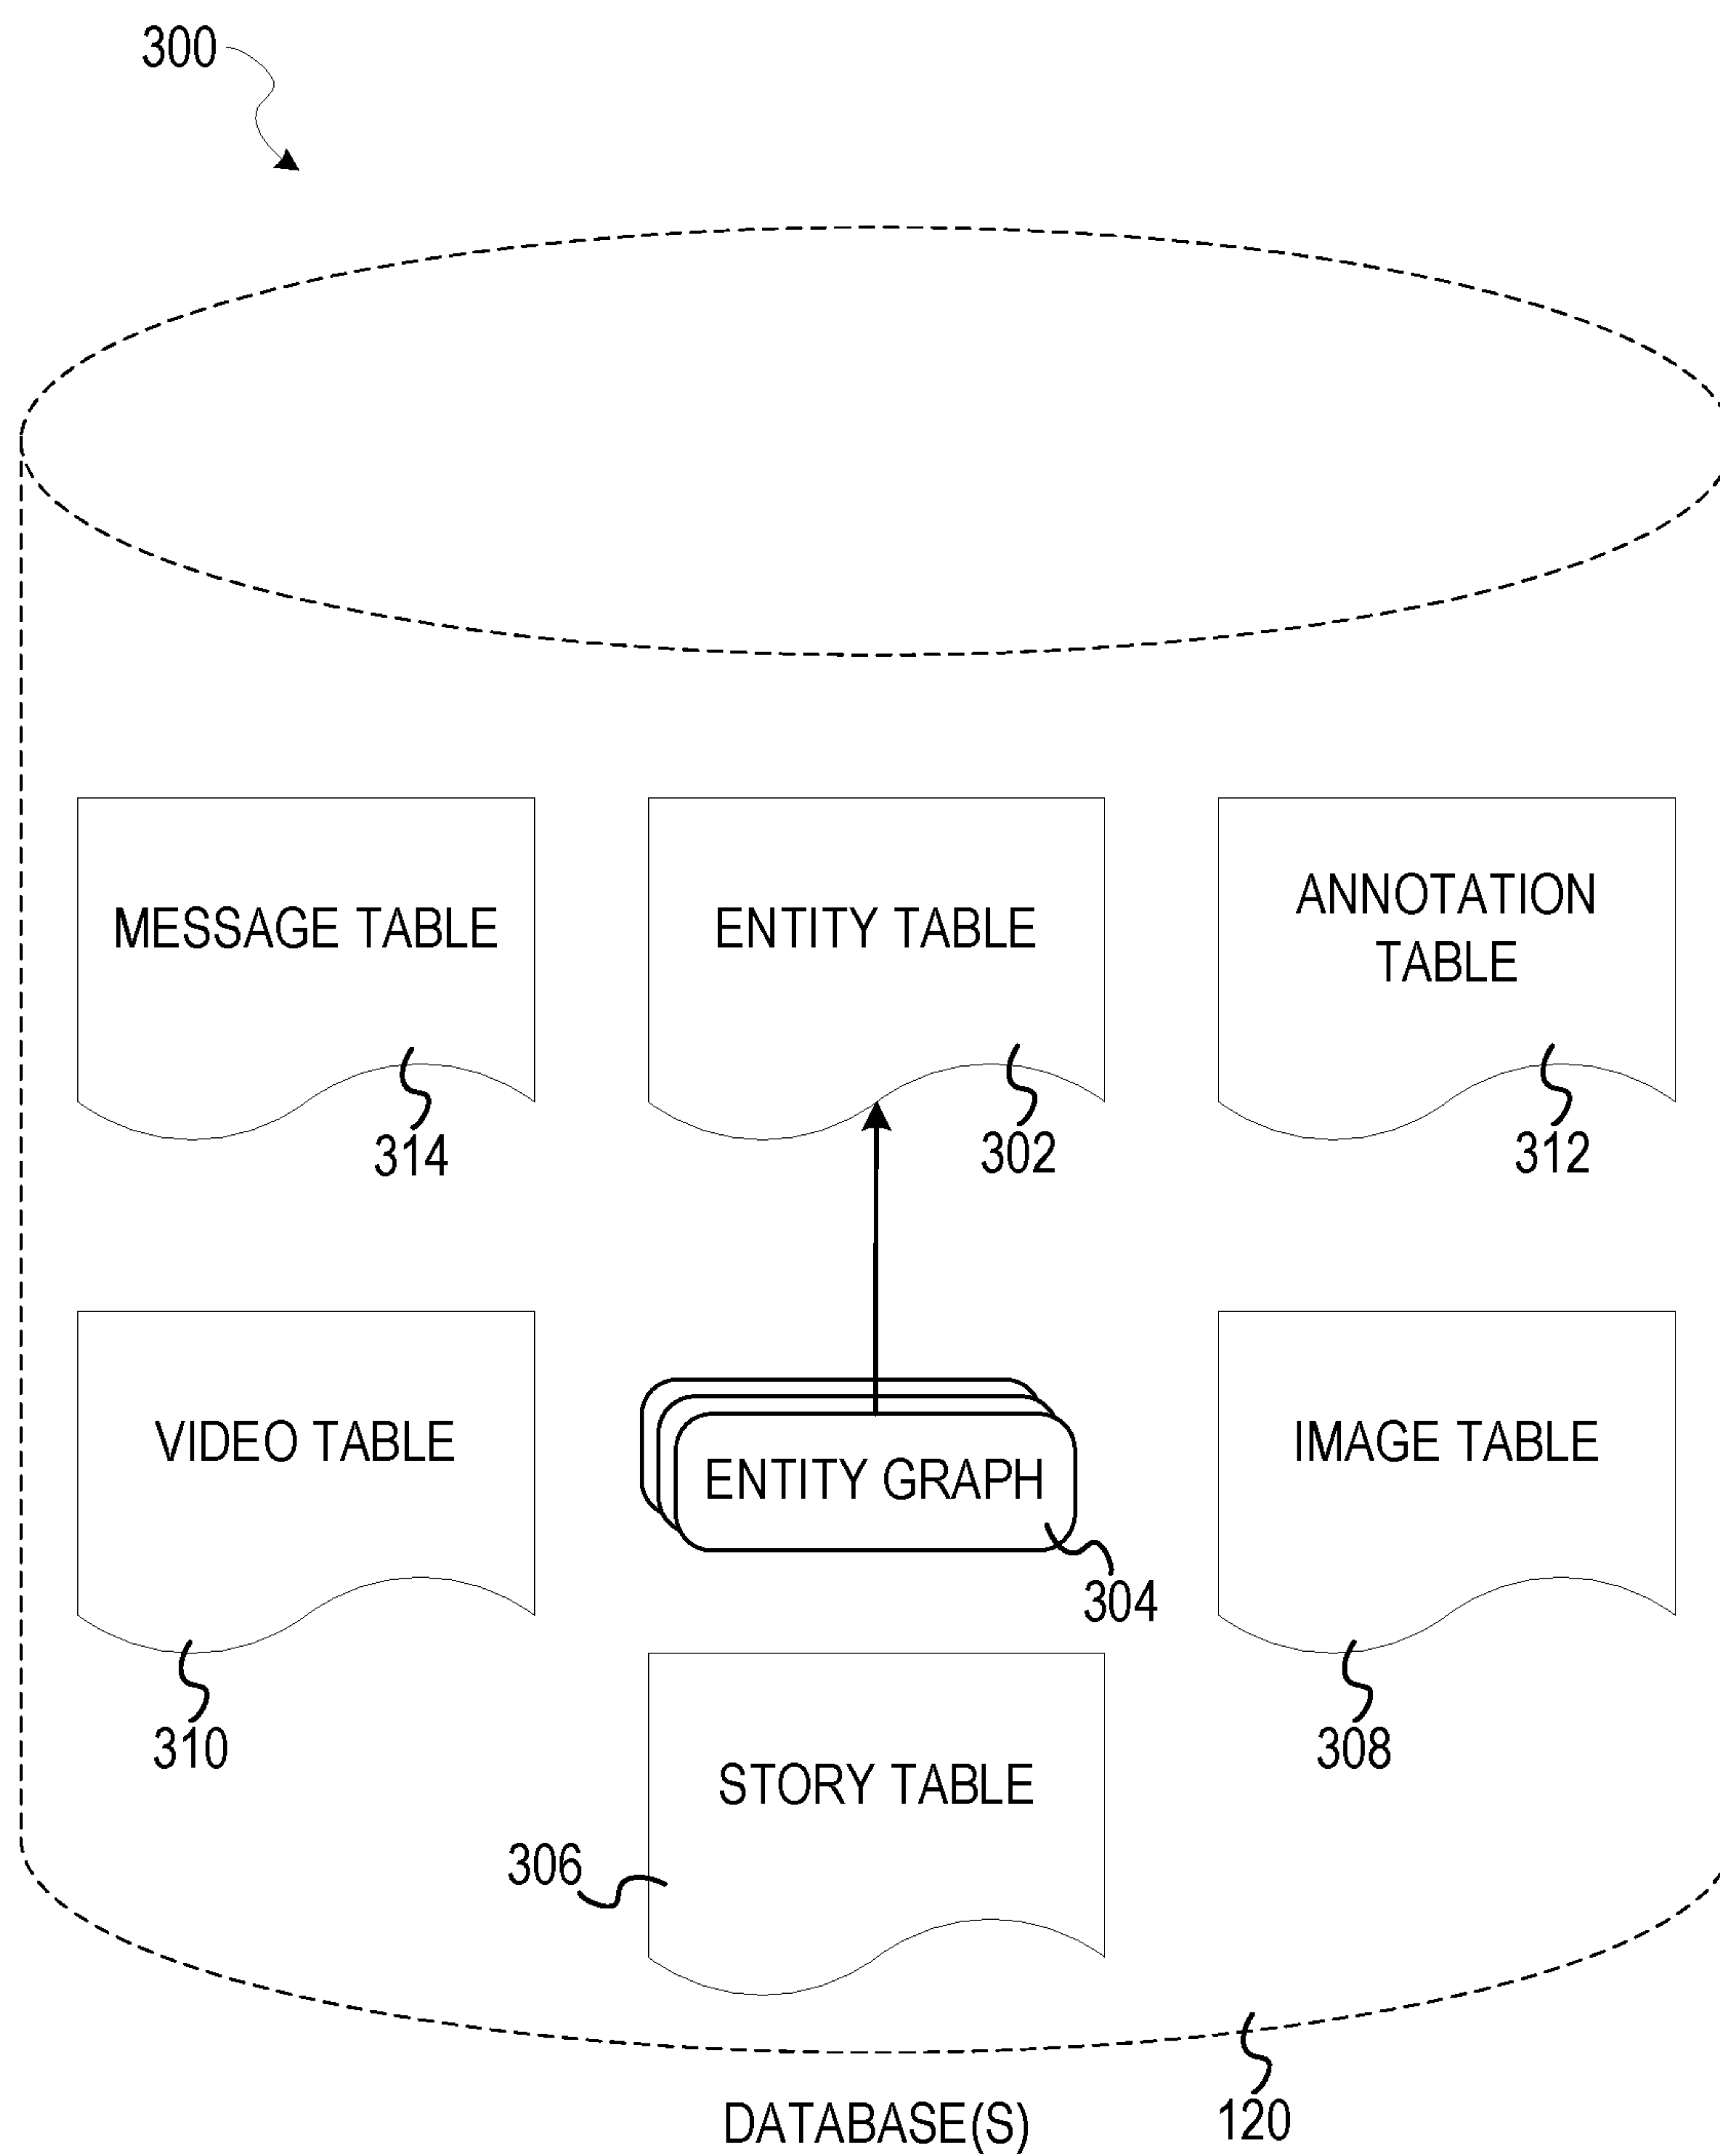 300
MESSAGE TABLE
314
ENTITY TABLE
302
ANNOTATION
TABLE
312
VIDEO TABLE
310
ENTITY GRAPH
304
IMAGE TABLE
308
STORY TABLE
306
DATABASE(S)
120